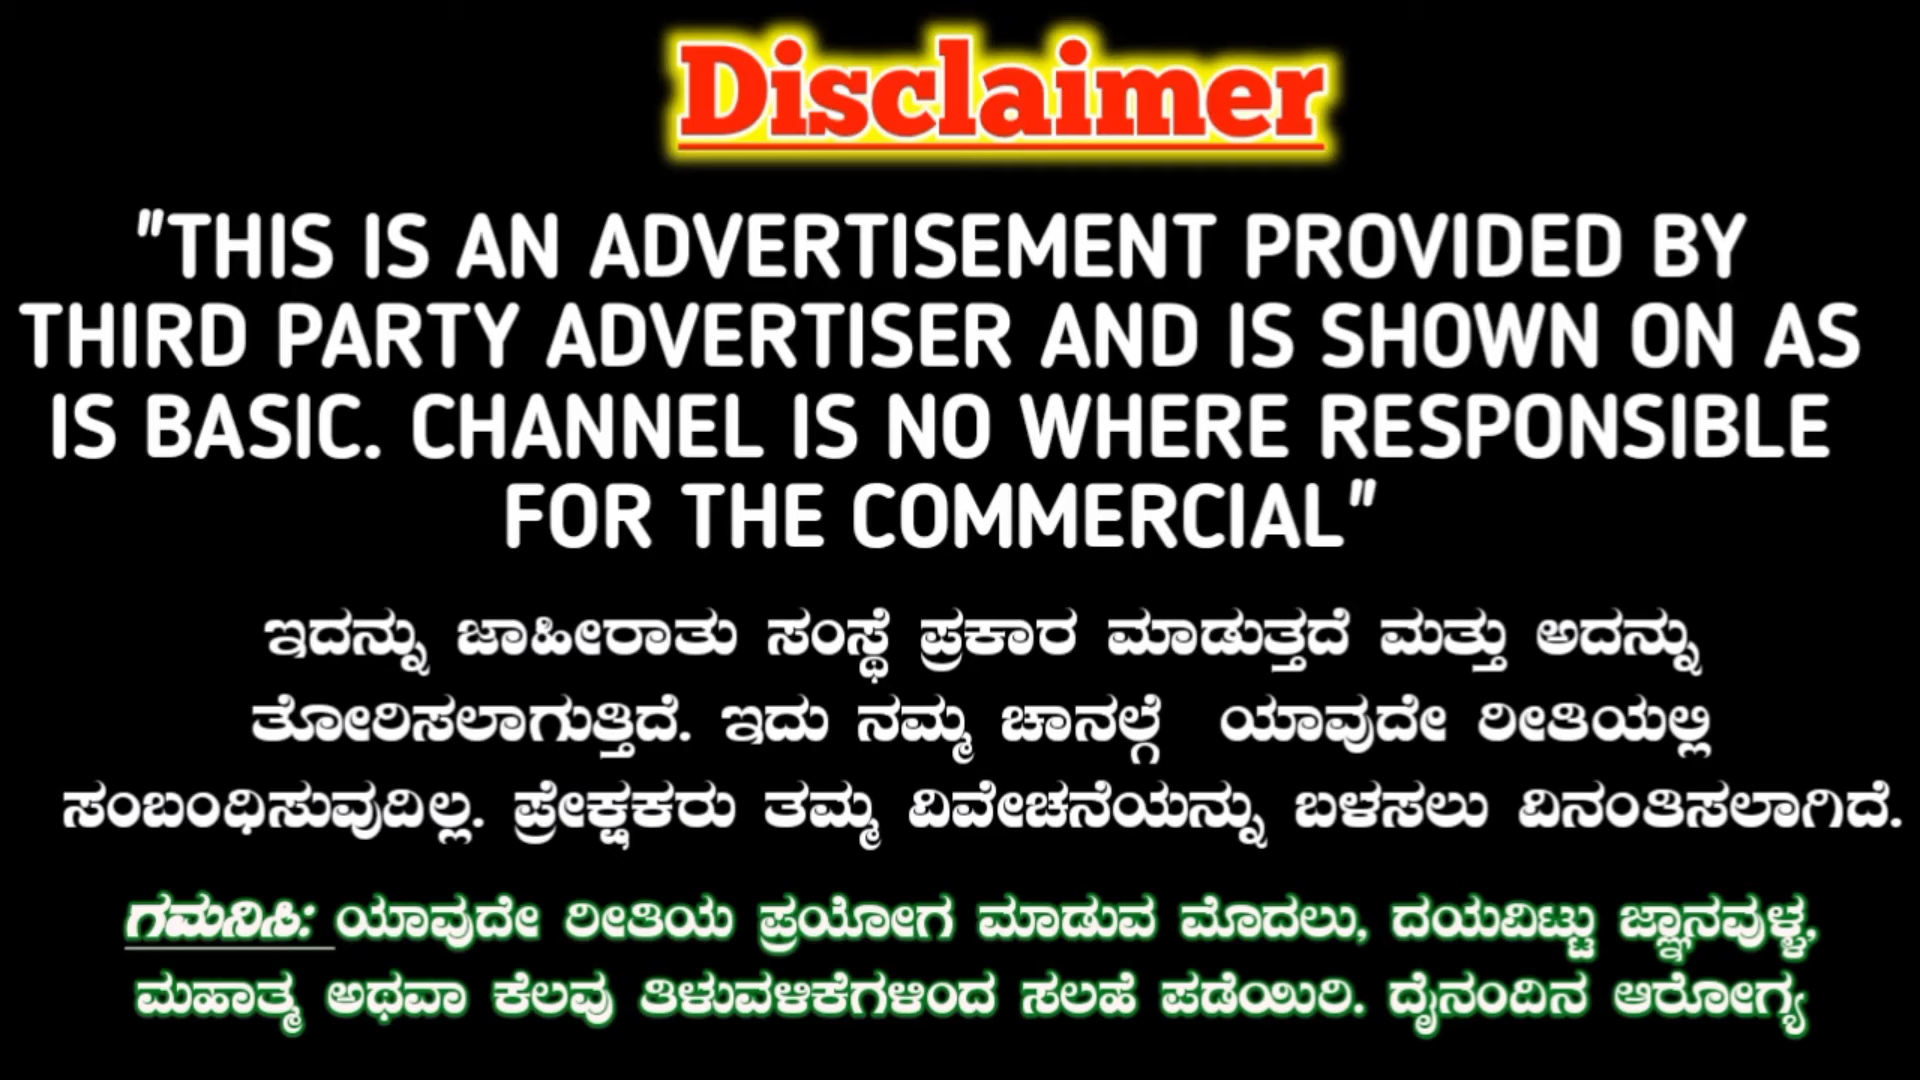 Disclaimer
"THIS IS AN ADVERTISEMENT PROVIDED BY
THIRD PARTY ADVERTISER AND IS SHOWN ON AS
IS BASIC. CHANNEL IS NO WHERE RESPONSIBLE
FOR THE COMMERCIAL"
ಇದನ್ನು ಜಾಹೀರಾತು ಸಂಸ್ಥೆ ಪ್ರಕಾರ ಮಾಡುತ್ತದೆ ಮತ್ತು ಅದನ್ನು
ತೋರಿಸಲಾಗುತ್ತಿದೆ. ಇದು ನಮ್ಮ ಚಾನಲ್ಗೆ ಯಾವುದೇ ರೀತಿಯಲ್ಲಿ
ಸಂಬಂಧಿಸುವುದಿಲ್ಲ. ಪ್ರೇಕ್ಷಕರು ತಮ್ಮ ವಿವೇಚನೆಯನ್ನು ಬಳಸಲು ವಿನಂತಿಸಲಾಗಿದೆ.
ಗಮನಿಸಿ: ಯಾವುದೇ ರೀತಿಯ ಪ್ರಯೋಗ ಮಾಡುವ ಮೊದಲು, ದಯವಿಟ್ಟು ಜ್ಞಾನವುಳ್ಳ,
ಮಹಾತ್ಮ ಅಥವಾ ಕೆಲವು ತಿಳುವಳಿಕೆಗಳಿಂದ ಸಲಹೆ ಪಡೆಯಿರಿ. ದೈನಂದಿನ ಆರೋಗ್ಯ